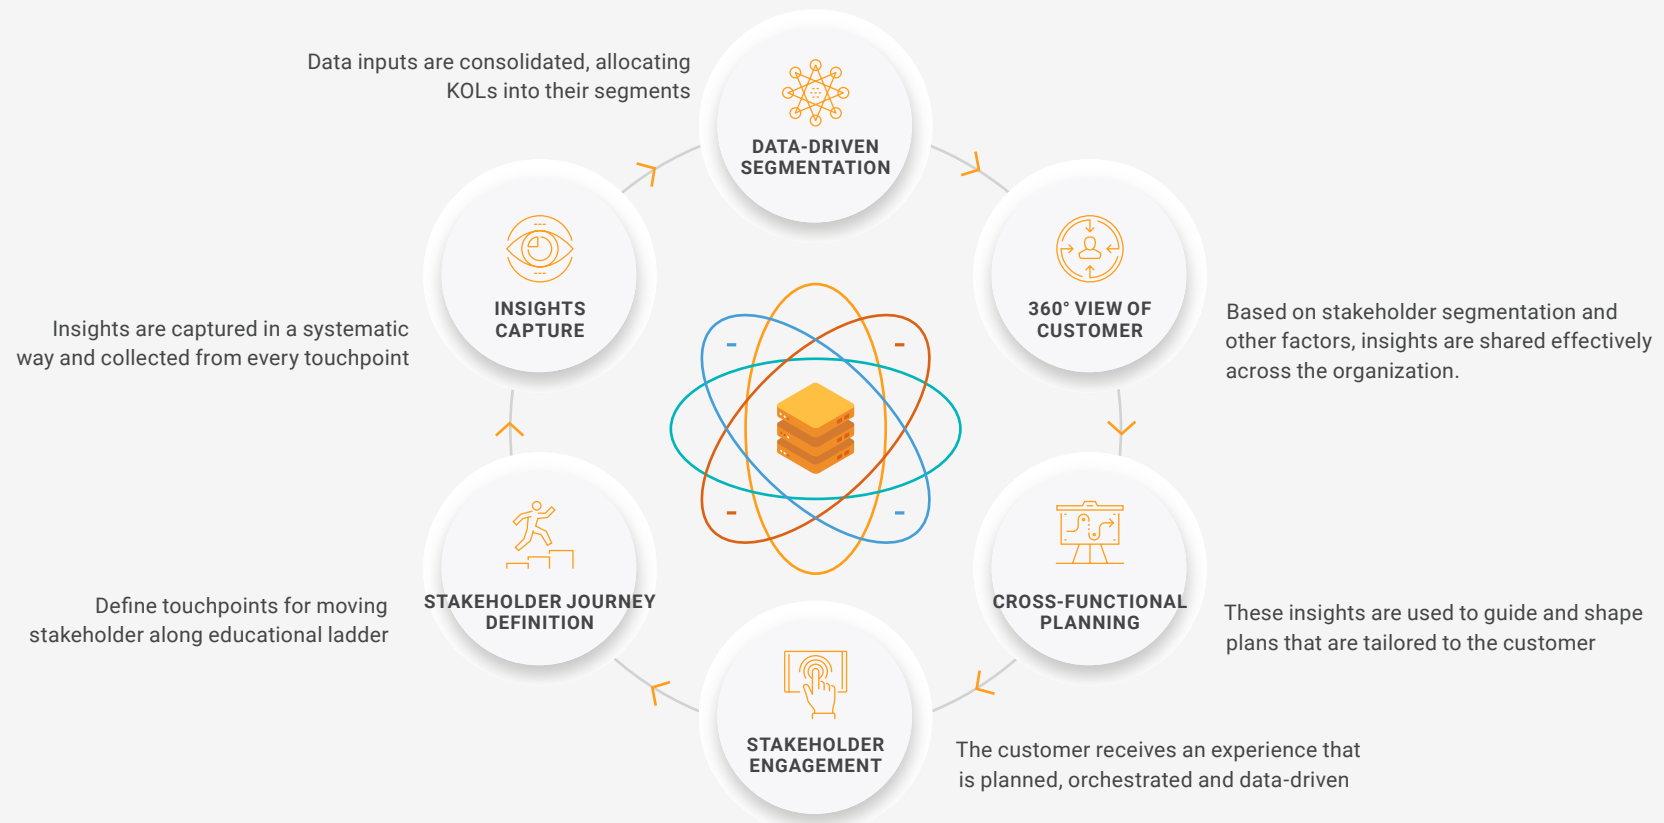 Data inputs are consolidated, allocating
KOLs into their segments
DATA-DRIVEN
SEGMENTATION
360° VIEW OF
CUSTOMER
Based on stakeholder segmentation and
other factors, insights are shared effectively
across the organization.
CROSS-FUNCTIONAL
PLANNING
These insights are used to guide and shape
plans that are tailored to the customer
STAKEHOLDER
ENGAGEMENT
The customer receives an experience that
is planned, orchestrated and data-driven
STAKEHOLDER JOURNEY
DEFINITION
Define touchpoints for moving
stakeholder along educational ladder
INSIGHTS
CAPTURE
Insights are captured in a systematic
way and collected from every touchpoint